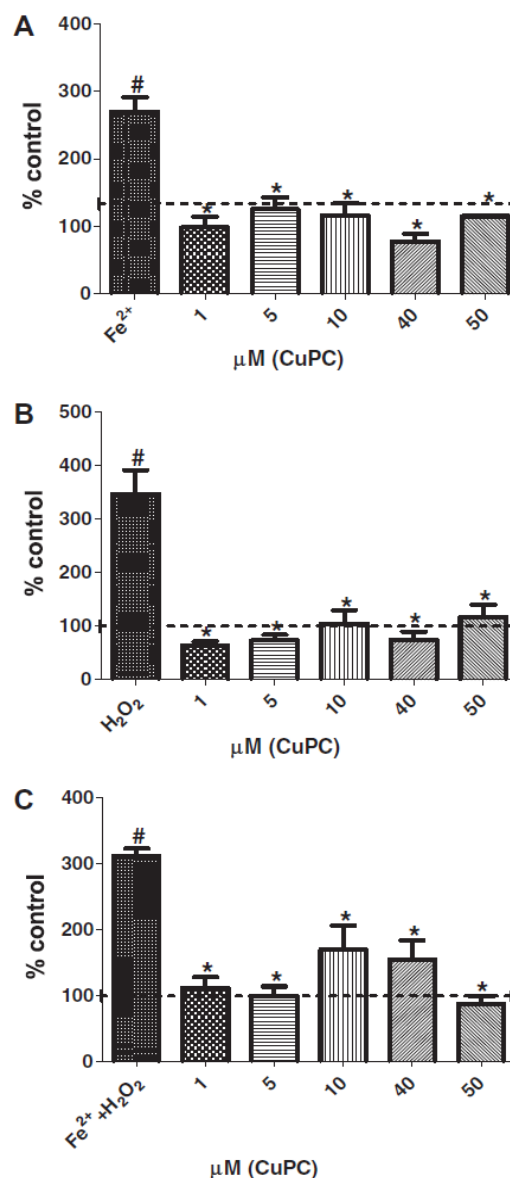 A
400
#
300
% control
200
* * * * *
100
0
Fe²⁺ 1 5 10 40 50
μM (CuPC)
B
500
#
400
300
% control
200
* * * * *
100
0
H₂O₂ 1 5 10 40 50
μM (CuPC)
C
400
#
300
% control
200
* * * * *
100
0
Fe²⁺+H₂O₂ 1 5 10 40 50
μM (CuPC)